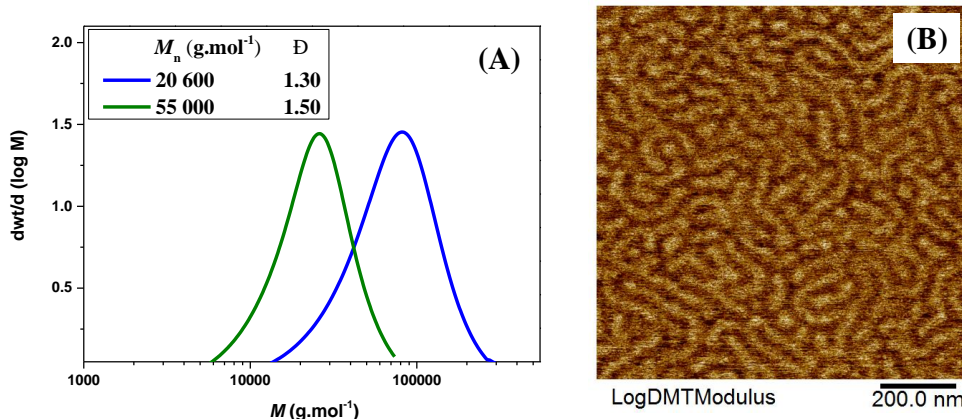 2.0
1.5
1.0
0.5
dwt/d (log M)
Mn (g.mol-1) Đ
20 600 1.30
55 000 1.50
(A)
1000 10000 100000
M (g.mol-1)
(B)
LogDMTModulus
200.0 nm